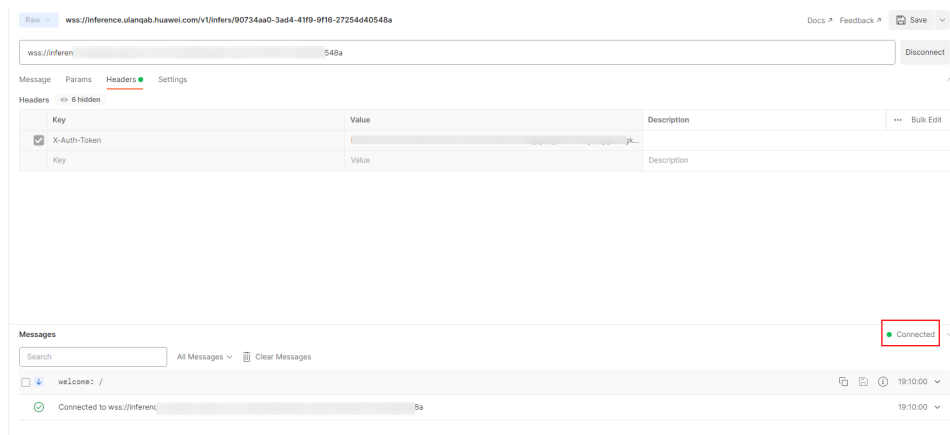 Raw wss://inference.ulanqab.huawei.com/v1/infers/90734aa0-3ad4-41f9-9f16-27254d40548a Docs Feedback Save
wss://inferen 548a Disconnect
Message Params Headers Settings
Headers 6 hidden
Key Value Description Bulk Edit
X-Auth-Token
Key Value Description
Messages Connected
Search All Messages Clear Messages
welcome: / 19:10:00
Connected to wss://inferenc 8a 19:10:00